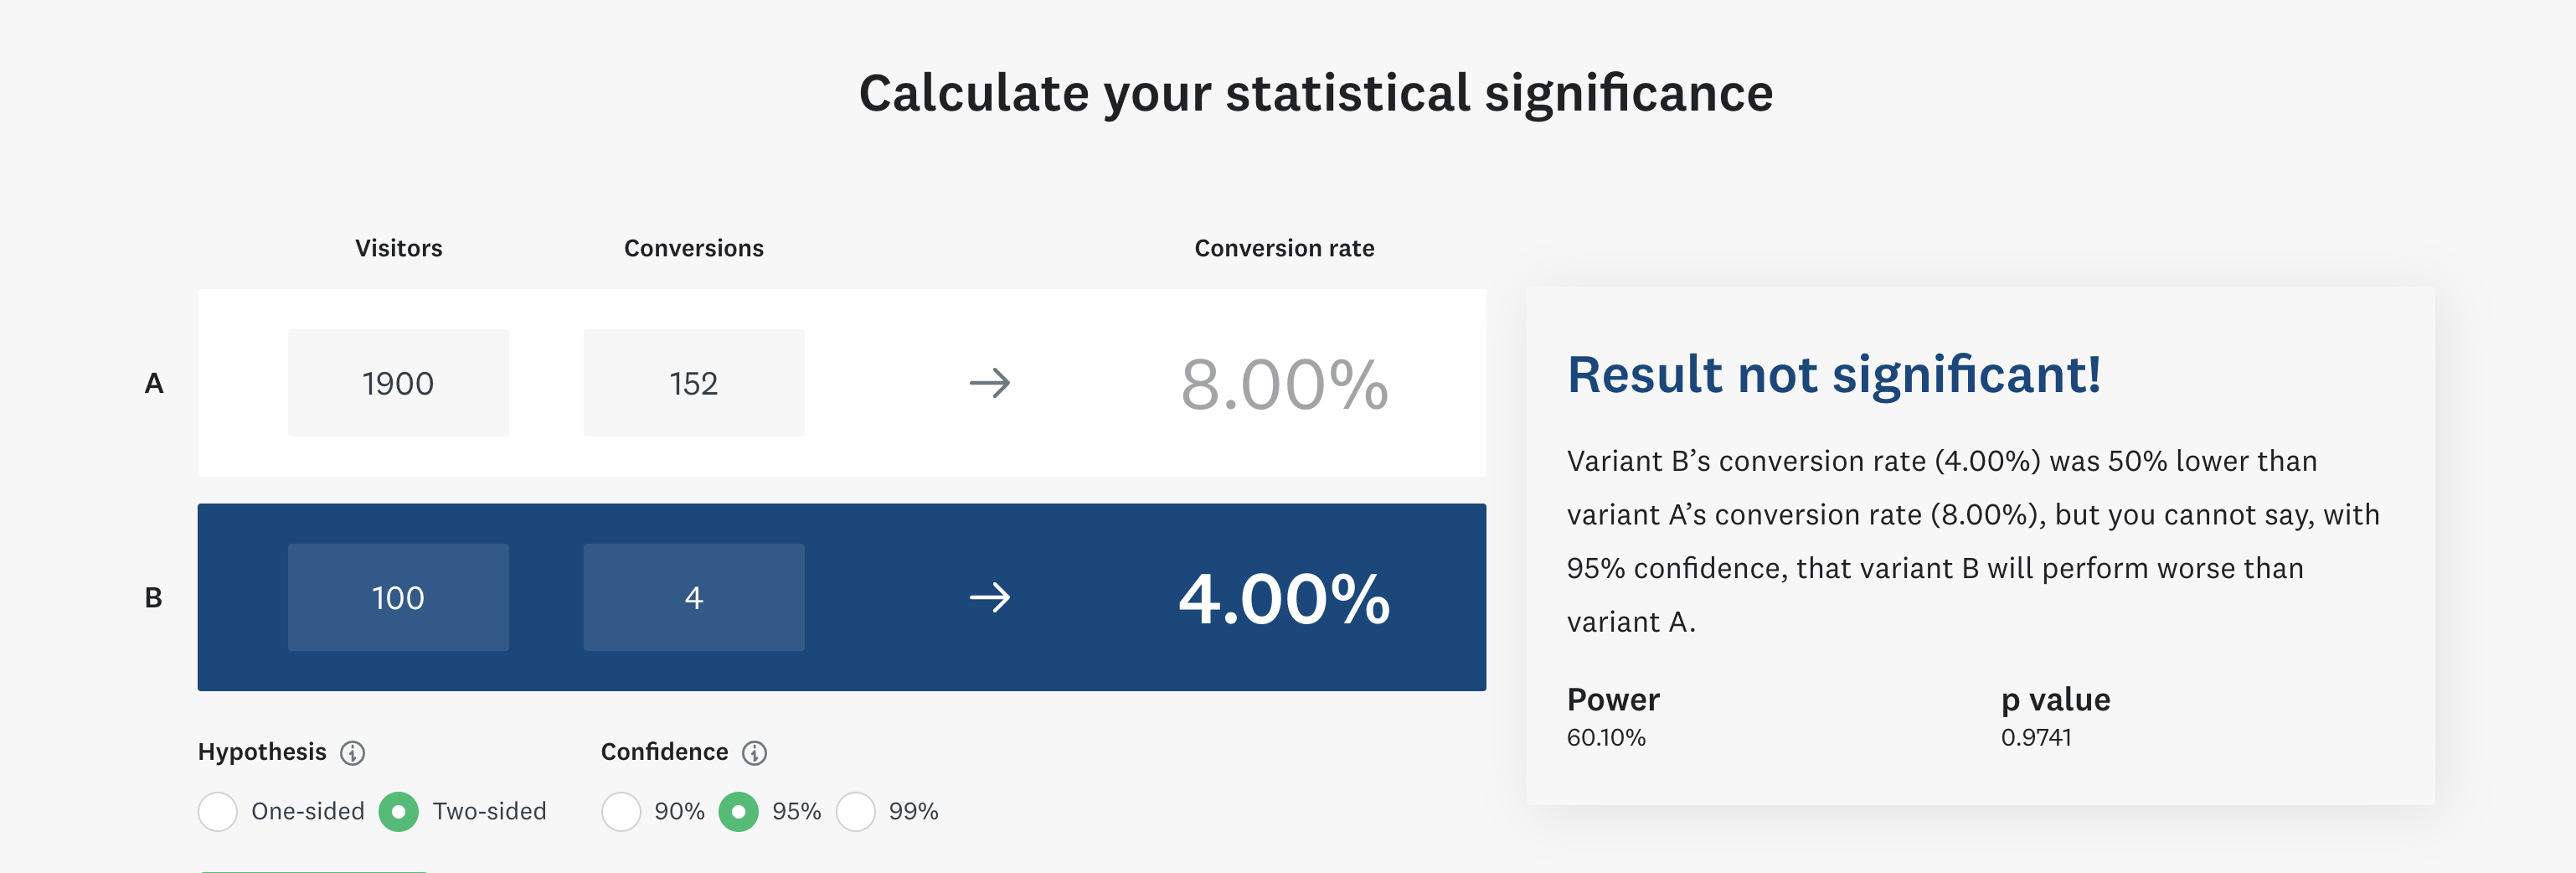 Calculate your statistical significance
Visitors Conversions Conversion rate
A 1900 152 → 8.00%
B 100 4 → 4.00%
Hypothesis Confidence
One-sided Two-sided 90% 95% 99%
Result not significant!
Variant B’s conversion rate (4.00%) was 50% lower than
variant A’s conversion rate (8.00%), but you cannot say, with
95% confidence, that variant B will perform worse than
variant A.
Power p value
60.10% 0.9741